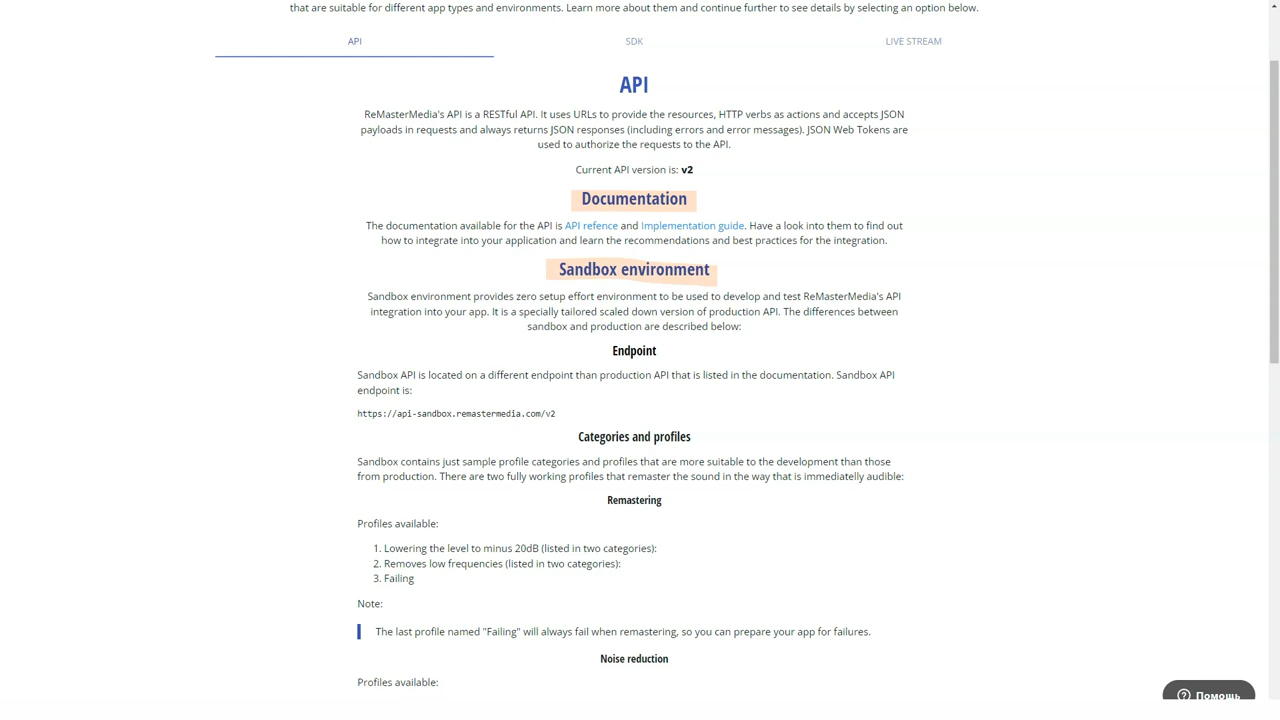 that are suitable for different app types and environments. Learn more about them and continue further to see details by selecting an option below.
API
SDK
LIVE STREAM
API
ReMasterMedia's API is a RESTful API. It uses URLs to provide the resources, HTTP verbs as actions and accepts JSON
payloads in requests and always returns JSON responses (including errors and error messages). JSON Web Tokens are
used to authorize the requests to the API.
Current API version is: v2
Documentation
The documentation available for the API is API refence and Implementation guide. Have a look into them to find out
how to integrate into your application and learn the recommendations and best practices for the integration.
Sandbox environment
Sandbox environment provides zero setup effort environment to be used to develop and test ReMasterMedia's API
integration into your app. It is a specially tailored scaled down version of production API. The differences between
sandbox and production are described below:
Endpoint
Sandbox API is located on a different endpoint than production API that is listed in the documentation. Sandbox API
endpoint is:
https://api-sandbox.remastermedia.com/v2
Categories and profiles
Sandbox contains just sample profile categories and profiles that are more suitable to the development than those
from production. There are two fully working profiles that remaster the sound in the way that is immediatelly audible:
Remastering
Profiles available:
1. Lowering the level to minus 20dB (listed in two categories):
2. Removes low frequencies (listed in two categories):
3. Failing
Note:
The last profile named "Failing" will always fail when remastering, so you can prepare your app for failures.
Noise reduction
Profiles available:
Помощь